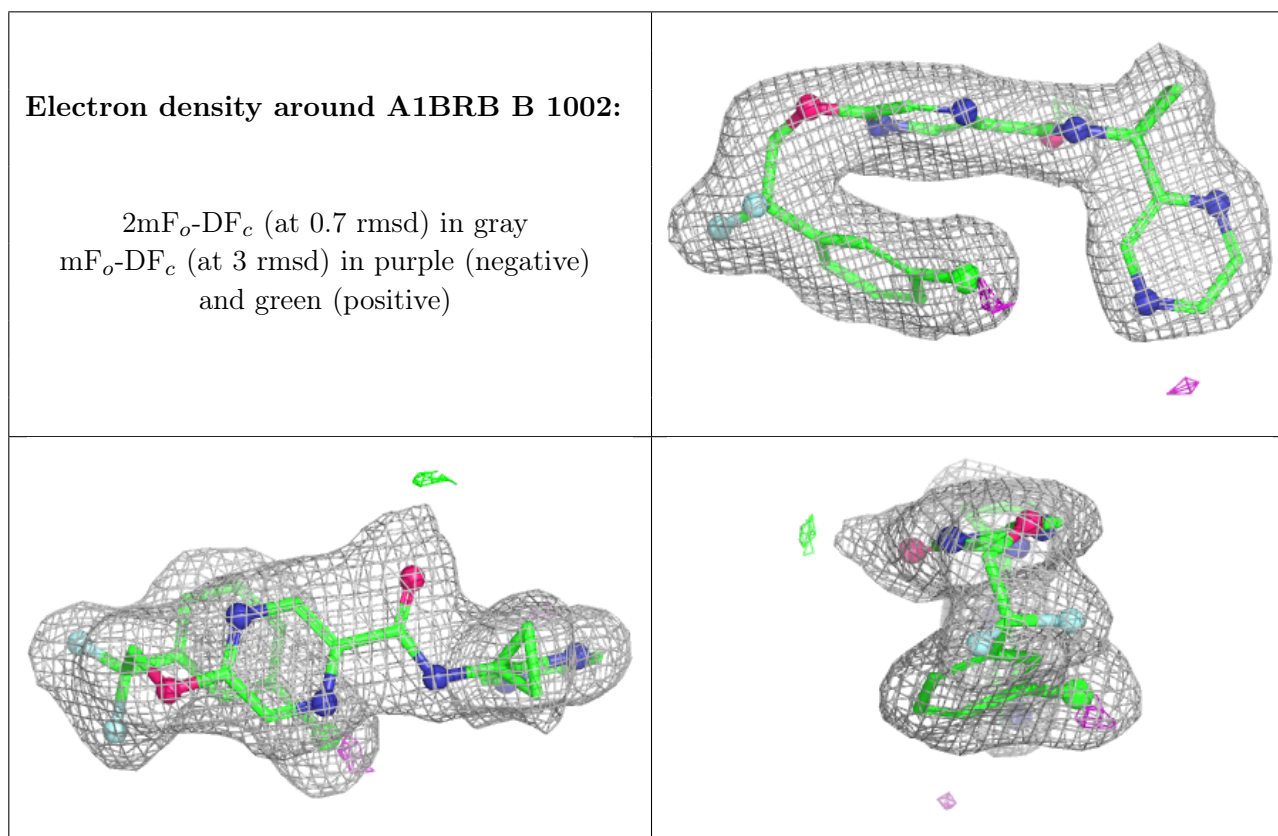 Electron density around A1BRB B 1002:
2mFo-DFc (at 0.7 rmsd) in gray
mFo-DFc (at 3 rmsd) in purple (negative)
and green (positive)